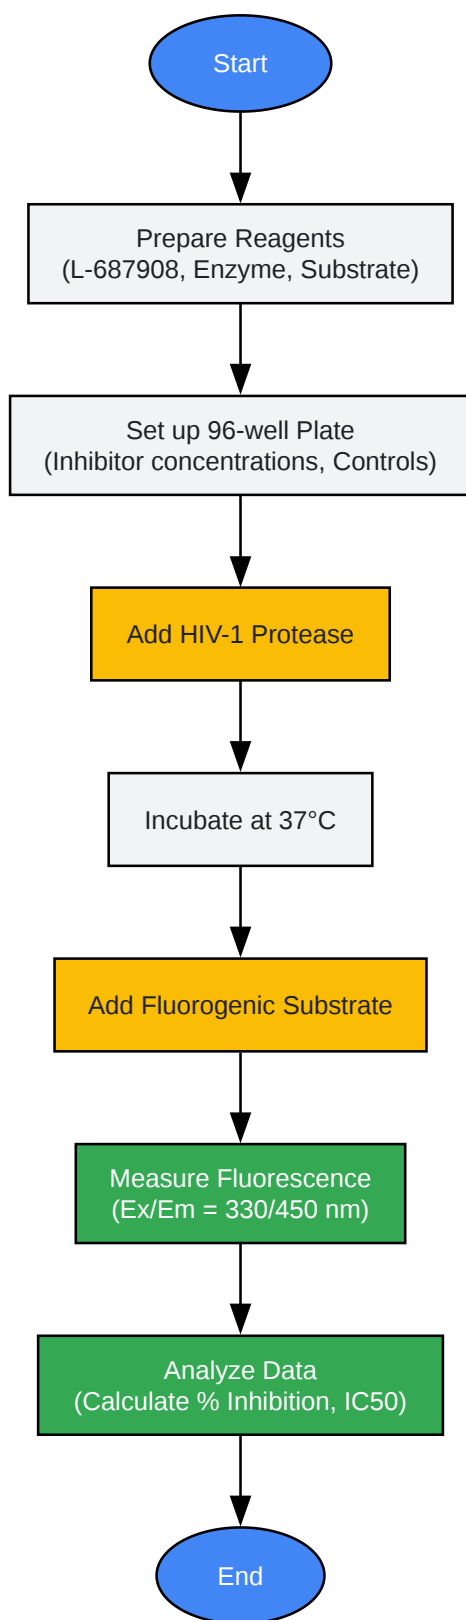 Start
Prepare Reagents
(L-687908, Enzyme, Substrate)
Set up 96-well Plate
(Inhibitor concentrations, Controls)
Add HIV-1 Protease
Incubate at 37°C
Add Fluorogenic Substrate
Measure Fluorescence
(Ex/Em = 330/450 nm)
Analyze Data
(Calculate % Inhibition, IC50)
End